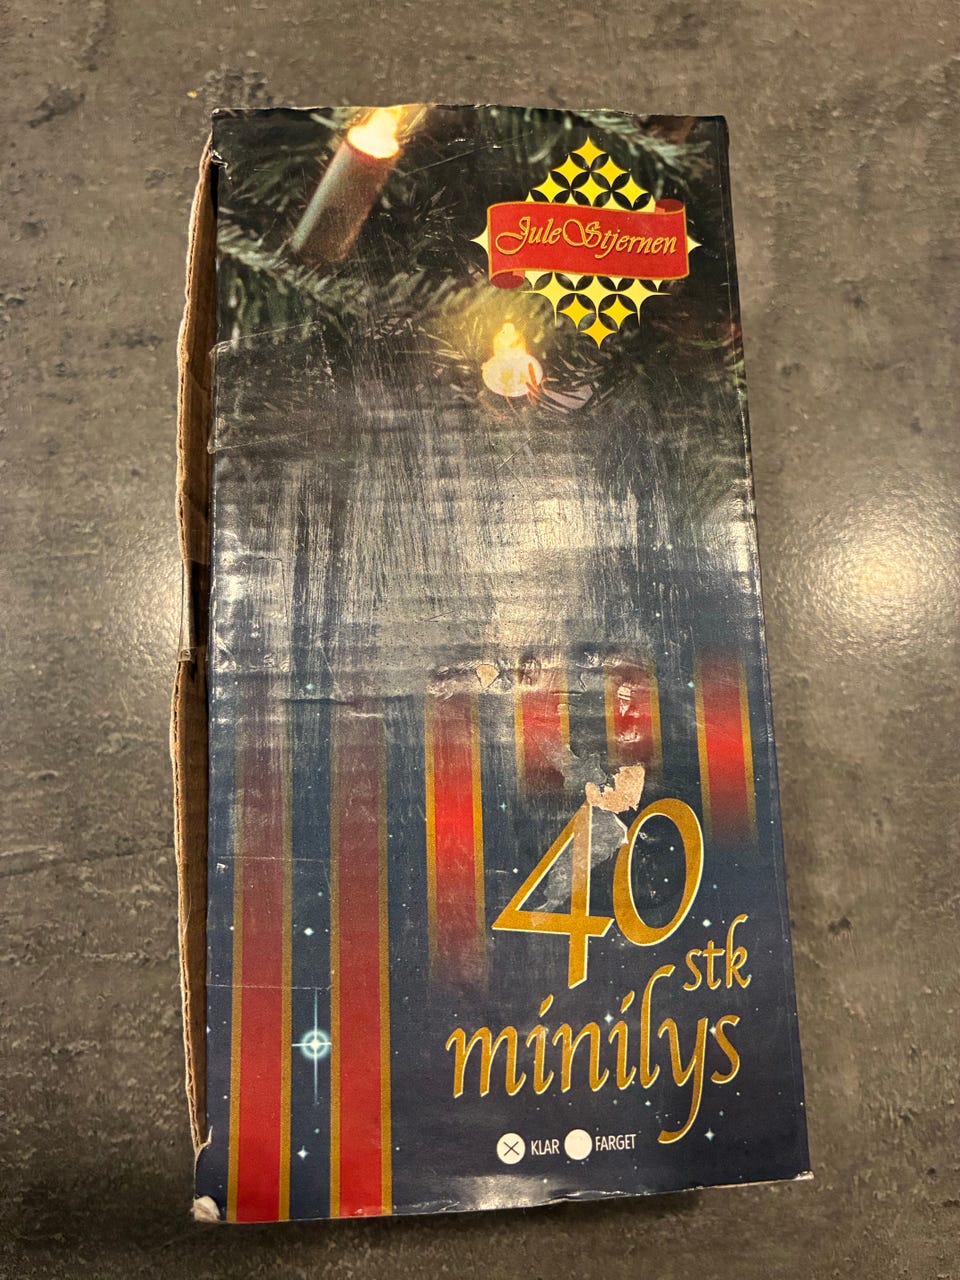 JuleStjernen
40
stk
minilys
KLAR FARGET